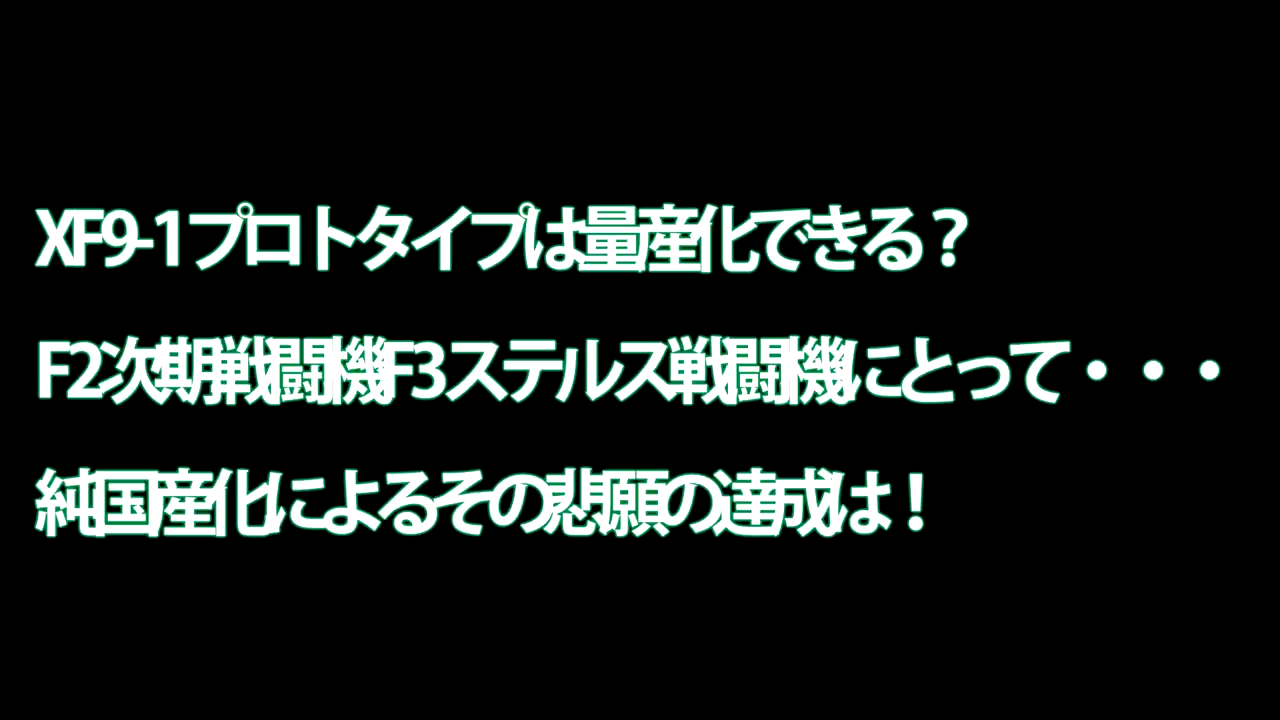 XF9-1プロトタイプは量産化できる？
F2次期戦闘機F3ステルス戦闘機にとって・・・
純国産化によるその悲願の達成は！